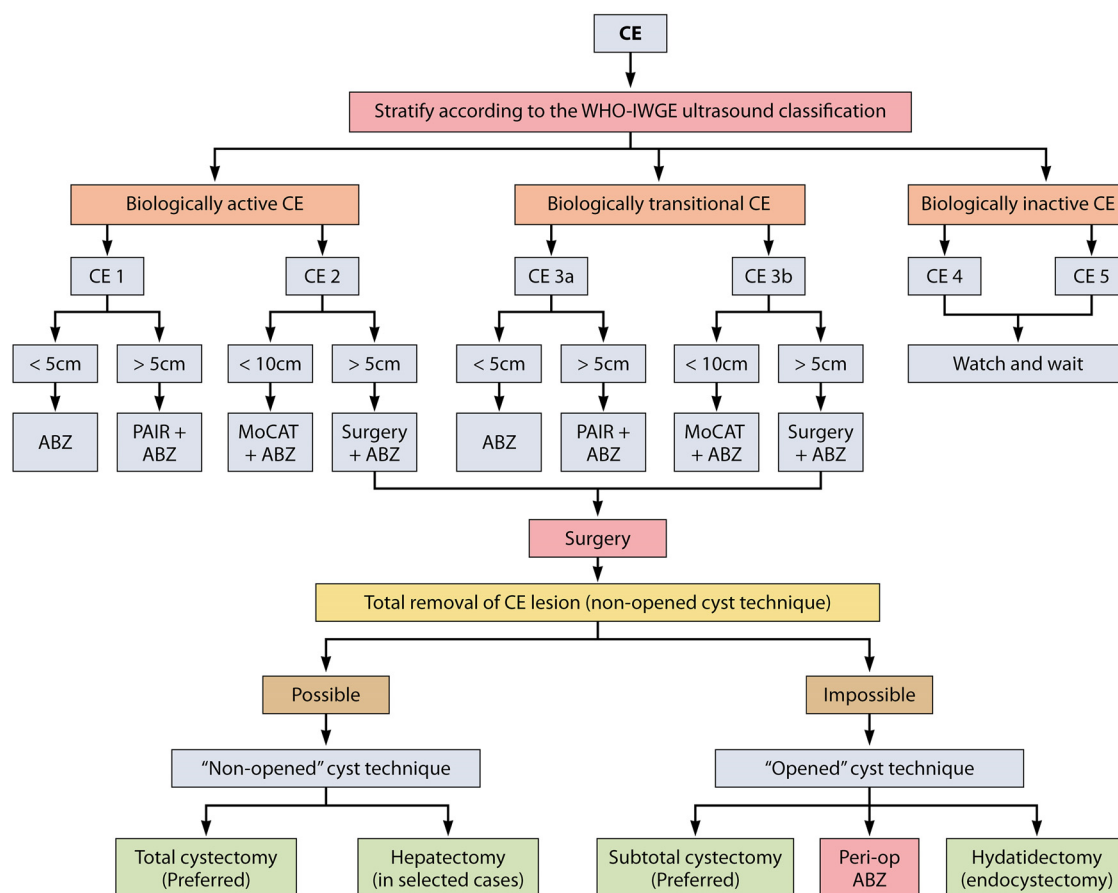 CE
Stratify according to the WHO-IWGE ultrasound classification
Biologically active CE
Biologically transitional CE
Biologically inactive CE
CE 1
CE 2
CE 3a
CE 3b
CE 4
CE 5
< 5cm
> 5cm
< 10cm
> 5cm
< 5cm
> 5cm
< 10cm
> 5cm
Watch and wait
ABZ
PAIR +
ABZ
MoCAT
+ ABZ
Surgery
+ ABZ
ABZ
PAIR +
ABZ
MoCAT
+ ABZ
Surgery
+ ABZ
Surgery
Total removal of CE lesion (non-opened cyst technique)
Possible
Impossible
“Non-opened” cyst technique
“Opened” cyst technique
Total cystectomy
(Preferred)
Hepatectomy
(in selected cases)
Subtotal cystectomy
(Preferred)
Peri-op
ABZ
Hydatidectomy
(endocystectomy)